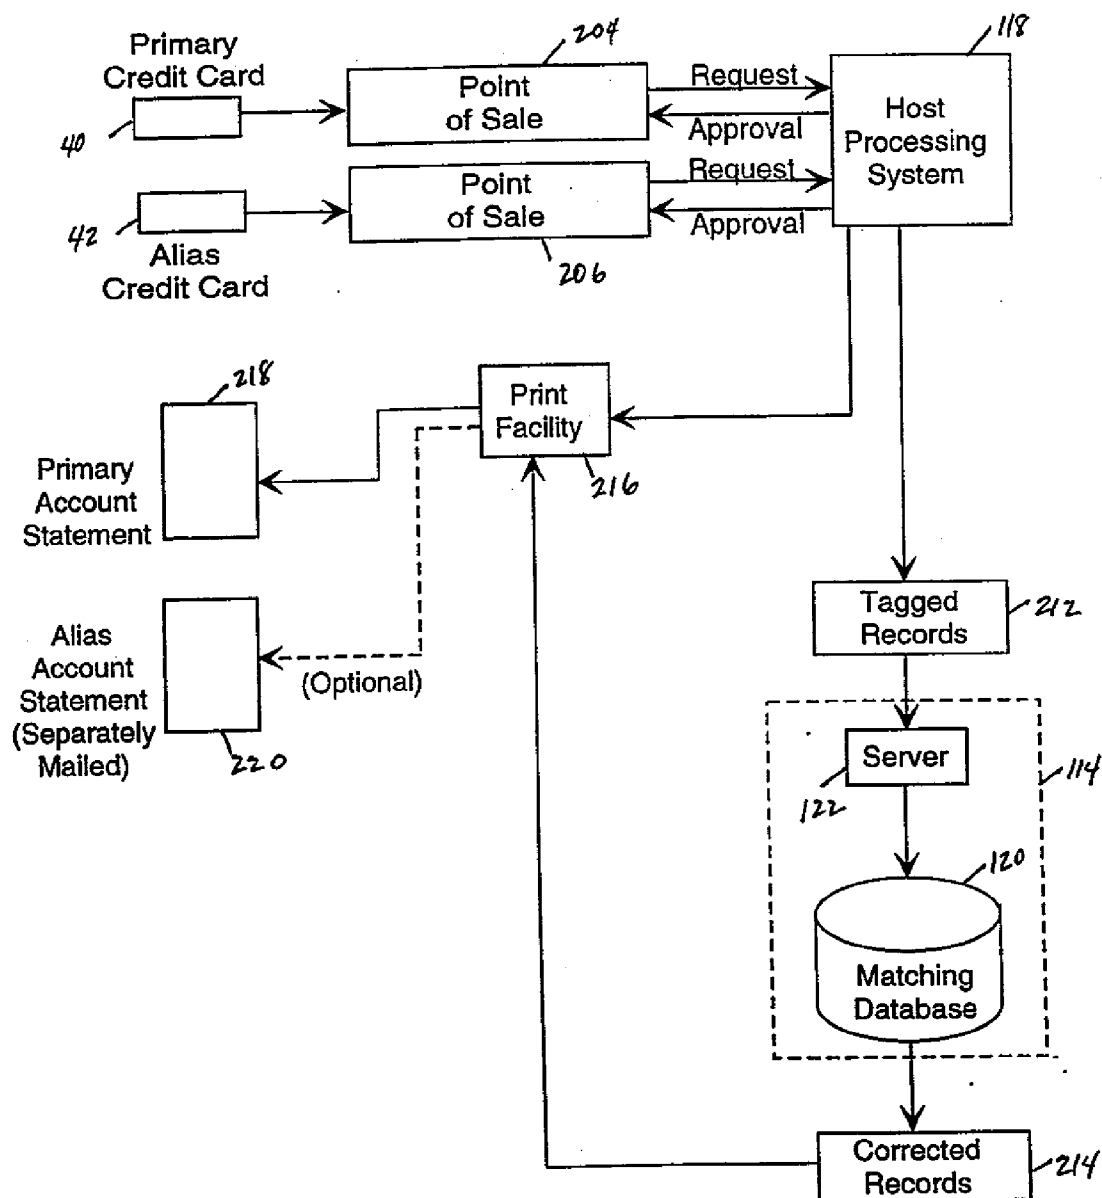 Primary
Credit Card
40
Point
of Sale
204
Request
Approval
118
Host
Processing
System
42
Alias
Credit Card
Point
of Sale
206
Request
Approval
218
Primary
Account
Statement
Print
Facility
216
Alias
Account
Statement
(Separately
Mailed)
220
(Optional)
Tagged
Records
212
Server
122
114
120
Matching
Database
Corrected
Records
214